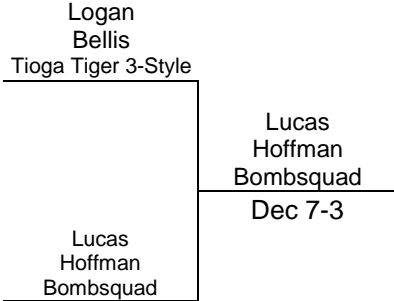 Logan
Bellis
Tioga Tiger 3-Style
Lucas
Hoffman
Bombsquad
Dec 7-3
Lucas
Hoffman
Bombsquad